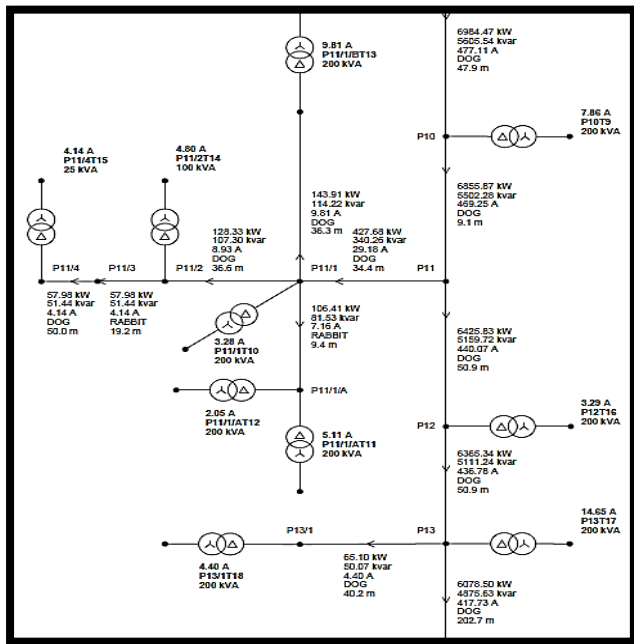 9.81 A
P11/1/BT13
200 kVA
6984.47 kW
5605.54 kvar
477.11 A
DOG
47.9 m
P10
7.86 A
P10T9
200 kVA
4.14 A
P11/4T15
25 kVA
4.80 A
P11/2T14
100 kVA
6855.87 kW
5502.28 kvar
469.25 A
DOG
9.1 m
143.91 kW
114.22 kvar
9.81 A
DOG
36.3 m
427.68 kW
340.26 kvar
29.18 A
DOG
34.4 m
128.33 kW
107.30 kvar
8.93 A
DOG
36.6 m
P11/4
P11/3
P11/2
P11/1
P11
57.98 kW
51.44 kvar
4.14 A
DOG
50.0 m
57.98 kW
51.44 kvar
4.14 A
RABBIT
19.2 m
106.41 kW
81.53 kvar
7.16 A
RABBIT
9.4 m
3.28 A
P11/1T10
200 kVA
6425.83 kW
5159.72 kvar
440.07 A
DOG
50.9 m
P11/1/A
2.05 A
P11/1/AT12
200 kVA
5.11 A
P11/1/AT11
200 kVA
P12
3.29 A
P12T16
200 kVA
6365.34 kW
5111.24 kvar
436.78 A
DOG
50.9 m
P13/1
P13
14.65 A
P13T17
200 kVA
4.40 A
P13/1T18
200 kVA
65.10 kW
50.07 kvar
4.40 A
DOG
40.2 m
6078.50 kW
4875.63 kvar
417.73 A
DOG
202.7 m